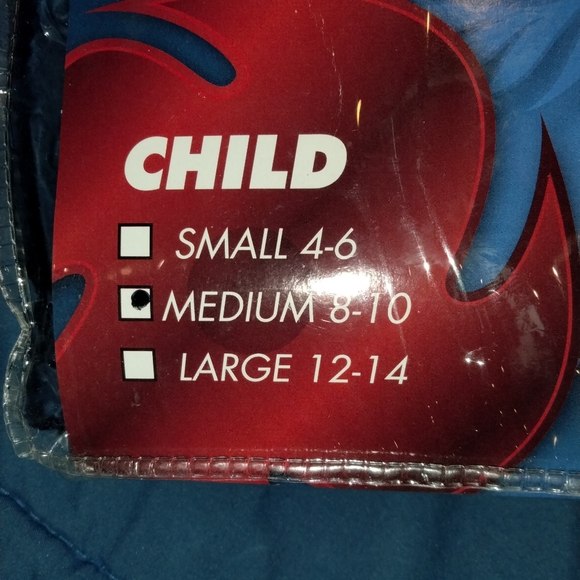 CHILD
SMALL 4-6
MEDIUM 8-10
LARGE 12-14